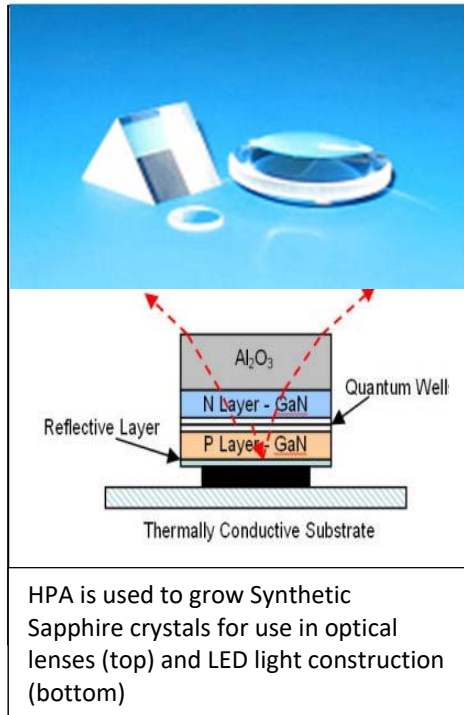 Al₂O₃
N Layer - GaN
Quantum Well
Reflective Layer
P Layer - GaN
Thermally Conductive Substrate
HPA is used to grow Synthetic
Sapphire crystals for use in optical
lenses (top) and LED light construction
(bottom)